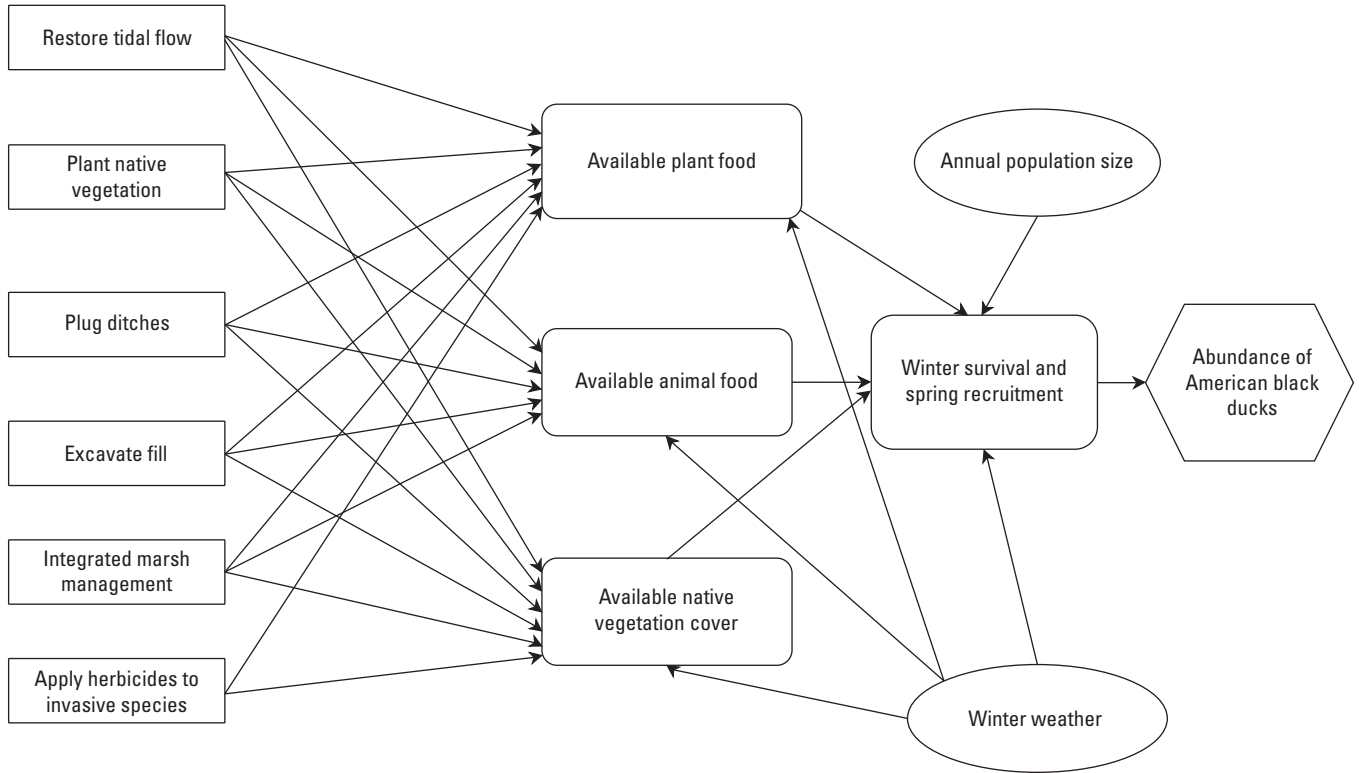 Restore tidal flow
Plant native
vegetation
Plug ditches
Excavate fill
Integrated marsh
management
Apply herbicides to
invasive species
Available plant food
Available animal food
Available native
vegetation cover
Annual population size
Winter survival and
spring recruitment
Winter weather
Abundance of
American black
ducks